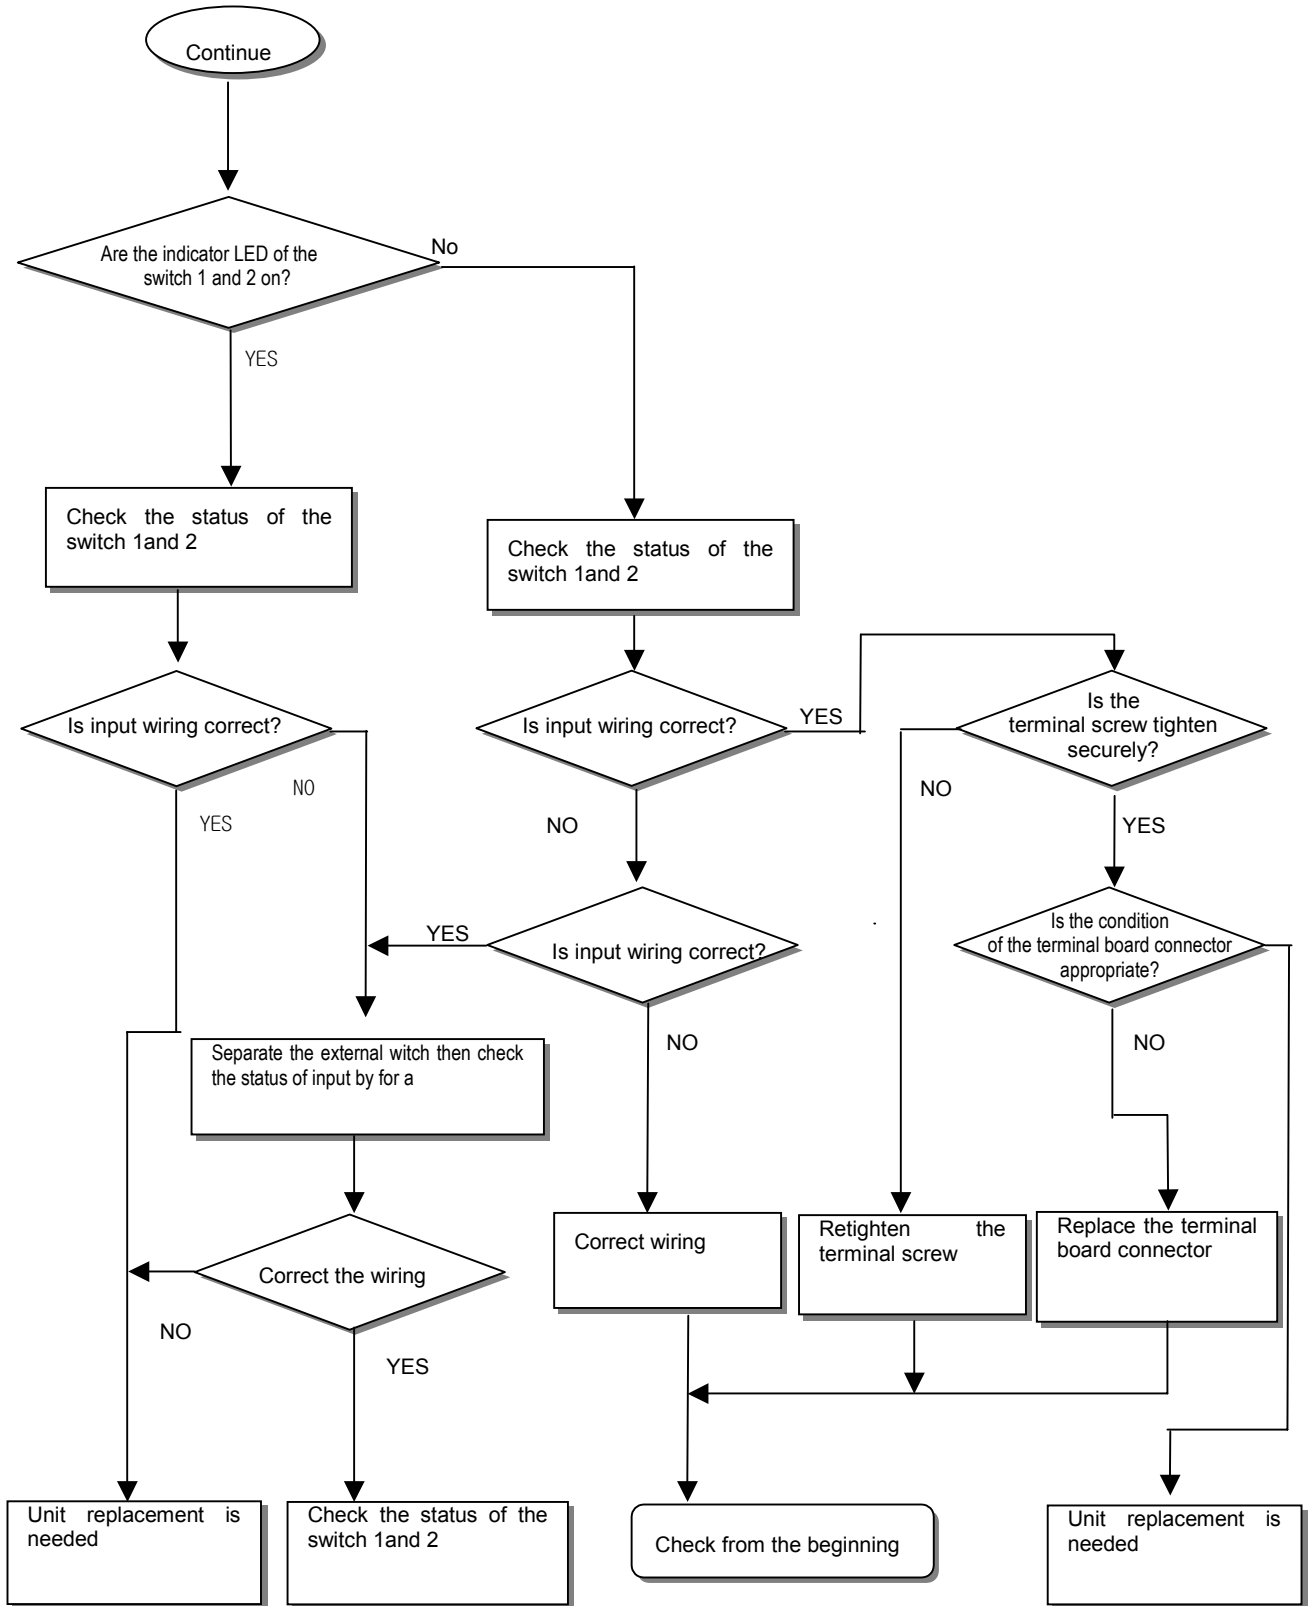 Continue
Are the indicator LED of the
switch 1 and 2 on?
No
YES
Check the status of the
switch 1and 2
Check the status of the
switch 1and 2
Is input wiring correct?
NO
YES
Is input wiring correct?
YES
NO
Is the
terminal screw tighten
securely?
NO
YES
Is input wiring correct?
YES
NO
Is the condition
of the terminal board connector
appropriate?
NO
Separate the external witch then check
the status of input by for a
Correct the wiring
NO
YES
Correct wiring
Retighten the
terminal screw
Replace the terminal
board connector
Unit replacement is
needed
Check the status of the
switch 1and 2
Check from the beginning
Unit replacement is
needed